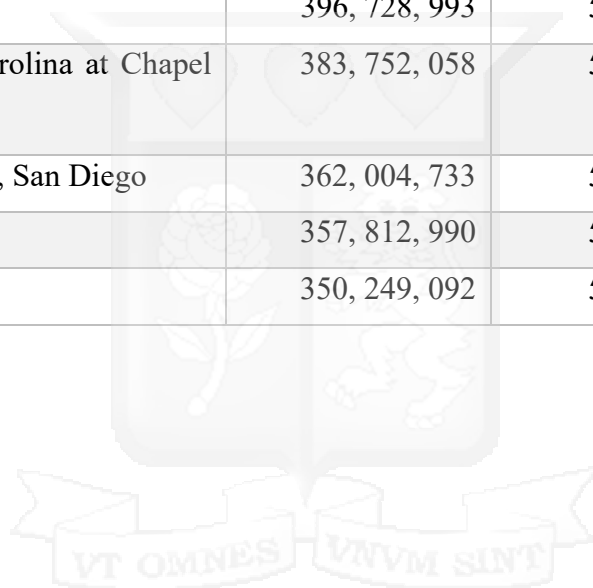 396, 728, 993
rolina at Chapel 383, 752, 058
, San Diego 362, 004, 733
357, 812, 990
350, 249, 092
VT OMNES VNVM SINT